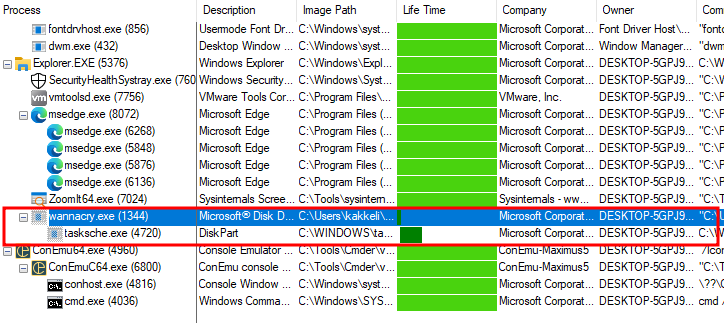 Process Description Image Path Life Time Company Owner Com
fontdrvhost.exe (856) Usermode Font Dr... C:\Windows\syst... Microsoft Corporat... Font Driver Host\... "fontdr
dwm.exe (432) Desktop Window ... C:\Windows\syst... Microsoft Corporat... Window Manager... "dwm.e
Explorer.EXE (5376) Windows Explorer C:\Windows\Expl... Microsoft Corporat... DESKTOP-5GPJ9... C:\W
SecurityHealthSystray.exe (760 Windows Securit... C:\Windows\Syst... Microsoft Corporat... DESKTOP-5GPJ9... "C:\W
vmtoolsd.exe (7756) VMware Tools Cor... C:\Program Files\... VMware, Inc. DESKTOP-5GPJ9... "C:\P
msedge.exe (8072) Microsoft Edge C:\Program Files ... Microsoft Corporat... DESKTOP-5GPJ9... "C:\P
msedge.exe (6268) Microsoft Edge C:\Program Files ... Microsoft Corporat... DESKTOP-5GPJ9... "C:\P
msedge.exe (5848) Microsoft Edge C:\Program Files ... Microsoft Corporat... DESKTOP-5GPJ9... "C:\P
msedge.exe (5876) Microsoft Edge C:\Program Files ... Microsoft Corporat... DESKTOP-5GPJ9... "C:\P
msedge.exe (6136) Microsoft Edge C:\Program Files ... Microsoft Corporat... DESKTOP-5GPJ9... "C:\P
ZoomIt64.exe (7024) Sysinternals Scree... C:\Tools\sysintern... Sysinternals - ww... DESKTOP-5GPJ9... "C:\T
wannacry.exe (1344) Microsoft® Disk D... C:\Users\kakkeli\... Microsoft Corporat... DESKTOP-5GPJ9... "C:\U
tasksche.exe (4720) DiskPart C:\WINDOWS\ta... Microsoft Corporat... DESKTOP-5GPJ9... C:\W
ConEmu64.exe (4960) Console Emulator ... C:\Tools\Cmder\v... ConEmu-Maximus5 DESKTOP-5GPJ9... /Icon
ConEmuC64.exe (6800) ConEmu console ... C:\Tools\Cmder\v... ConEmu-Maximus5 DESKTOP-5GPJ9... "C:\T
conhost.exe (4816) Console Window ... C:\Windows\syst... Microsoft Corporat... DESKTOP-5GPJ9... \??\C
cmd.exe (4036) Windows Comma... C:\Windows\SYS... Microsoft Corporat... DESKTOP-5GPJ9... cmd /